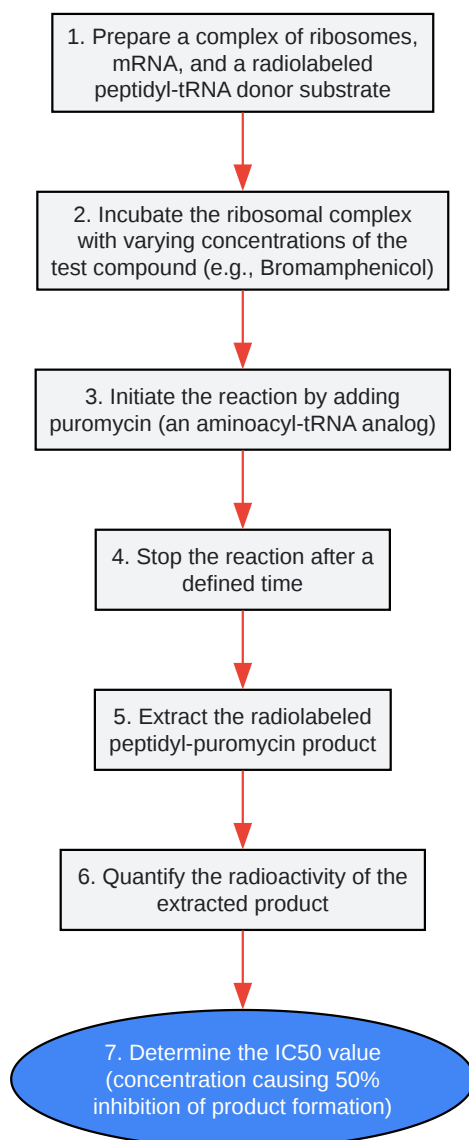 1. Prepare a complex of ribosomes,
mRNA, and a radiolabeled
peptidyl-tRNA donor substrate
2. Incubate the ribosomal complex
with varying concentrations of the
test compound (e.g., Bromamphenicol)
3. Initiate the reaction by adding
puromycin (an aminoacyl-tRNA analog)
4. Stop the reaction after a
defined time
5. Extract the radiolabeled
peptidyl-puromycin product
6. Quantify the radioactivity of the
extracted product
7. Determine the IC50 value
(concentration causing 50%
inhibition of product formation)